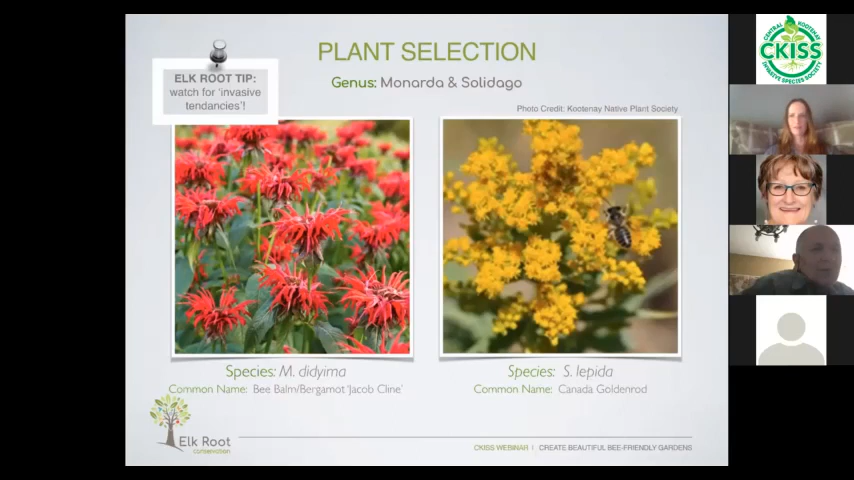 PLANT SELECTION
Genus: Monarda & Solidago
ELK ROOT TIP:
watch for 'invasive
tendancies'!
Photo Credit: Kootenay Native Plant Society
Species: M. didyima
Common Name: Bee Balm/Bergamot 'Jacob Cline'
Species: S. lepida
Common Name: Canada Goldenrod
Elk Root
conservation
CKISS WEBINAR | CREATE BEAUTIFUL BEE-FRIENDLY GARDENS
CENTRAL KOOTENAY
CKISS
INVASIVE SPECIES SOCIETY